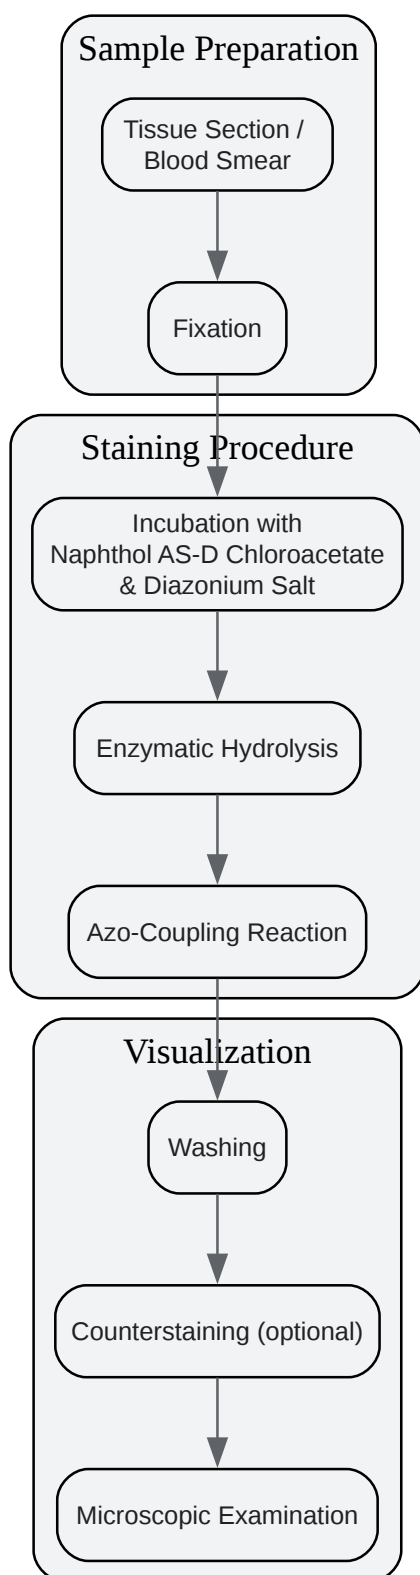 Sample Preparation
Tissue Section /
Blood Smear
Fixation
Staining Procedure
Incubation with
Naphthol AS-D Chloroacetate
& Diazonium Salt
Enzymatic Hydrolysis
Azo-Coupling Reaction
Visualization
Washing
Counterstaining (optional)
Microscopic Examination